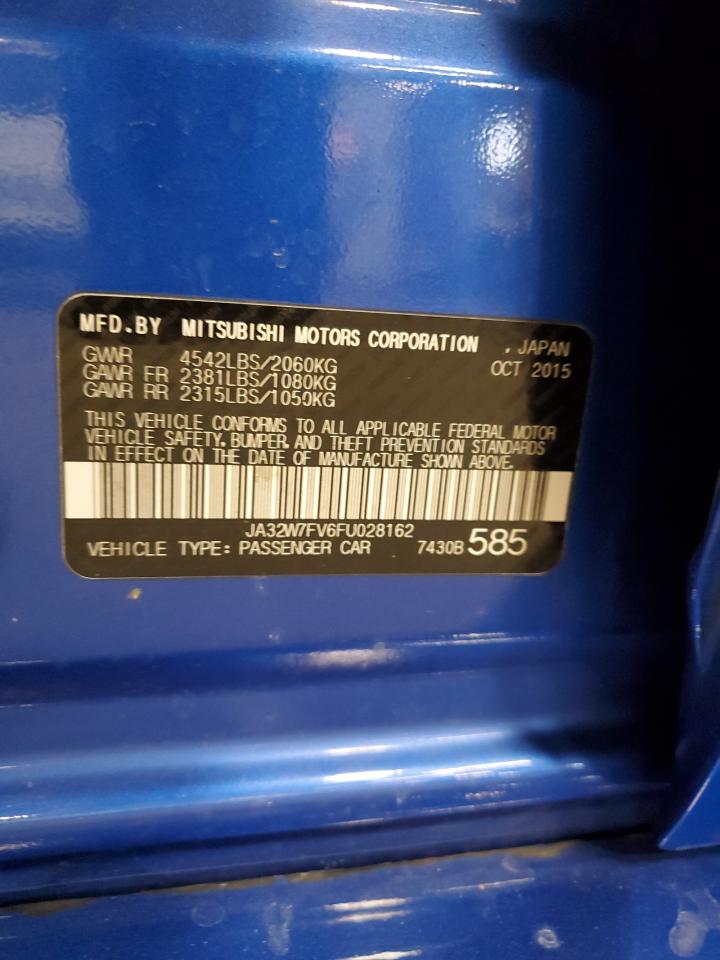 MFD.BY MITSUBISHI MOTORS CORPORATION , JAPAN
GVWR 4542LBS/2060KG OCT 2015
GAWR FR 2381LBS/1080KG
GAWR RR 2315LBS/1050KG
THIS VEHICLE CONFORMS TO ALL APPLICABLE FEDERAL MOTOR
VEHICLE SAFETY, BUMPER, AND THEFT PREVENTION STANDARDS
IN EFFECT ON THE DATE OF MANUFACTURE SHOWN ABOVE.
JA32W7FV6FU028162
VEHICLE TYPE: PASSENGER CAR 7430B 585